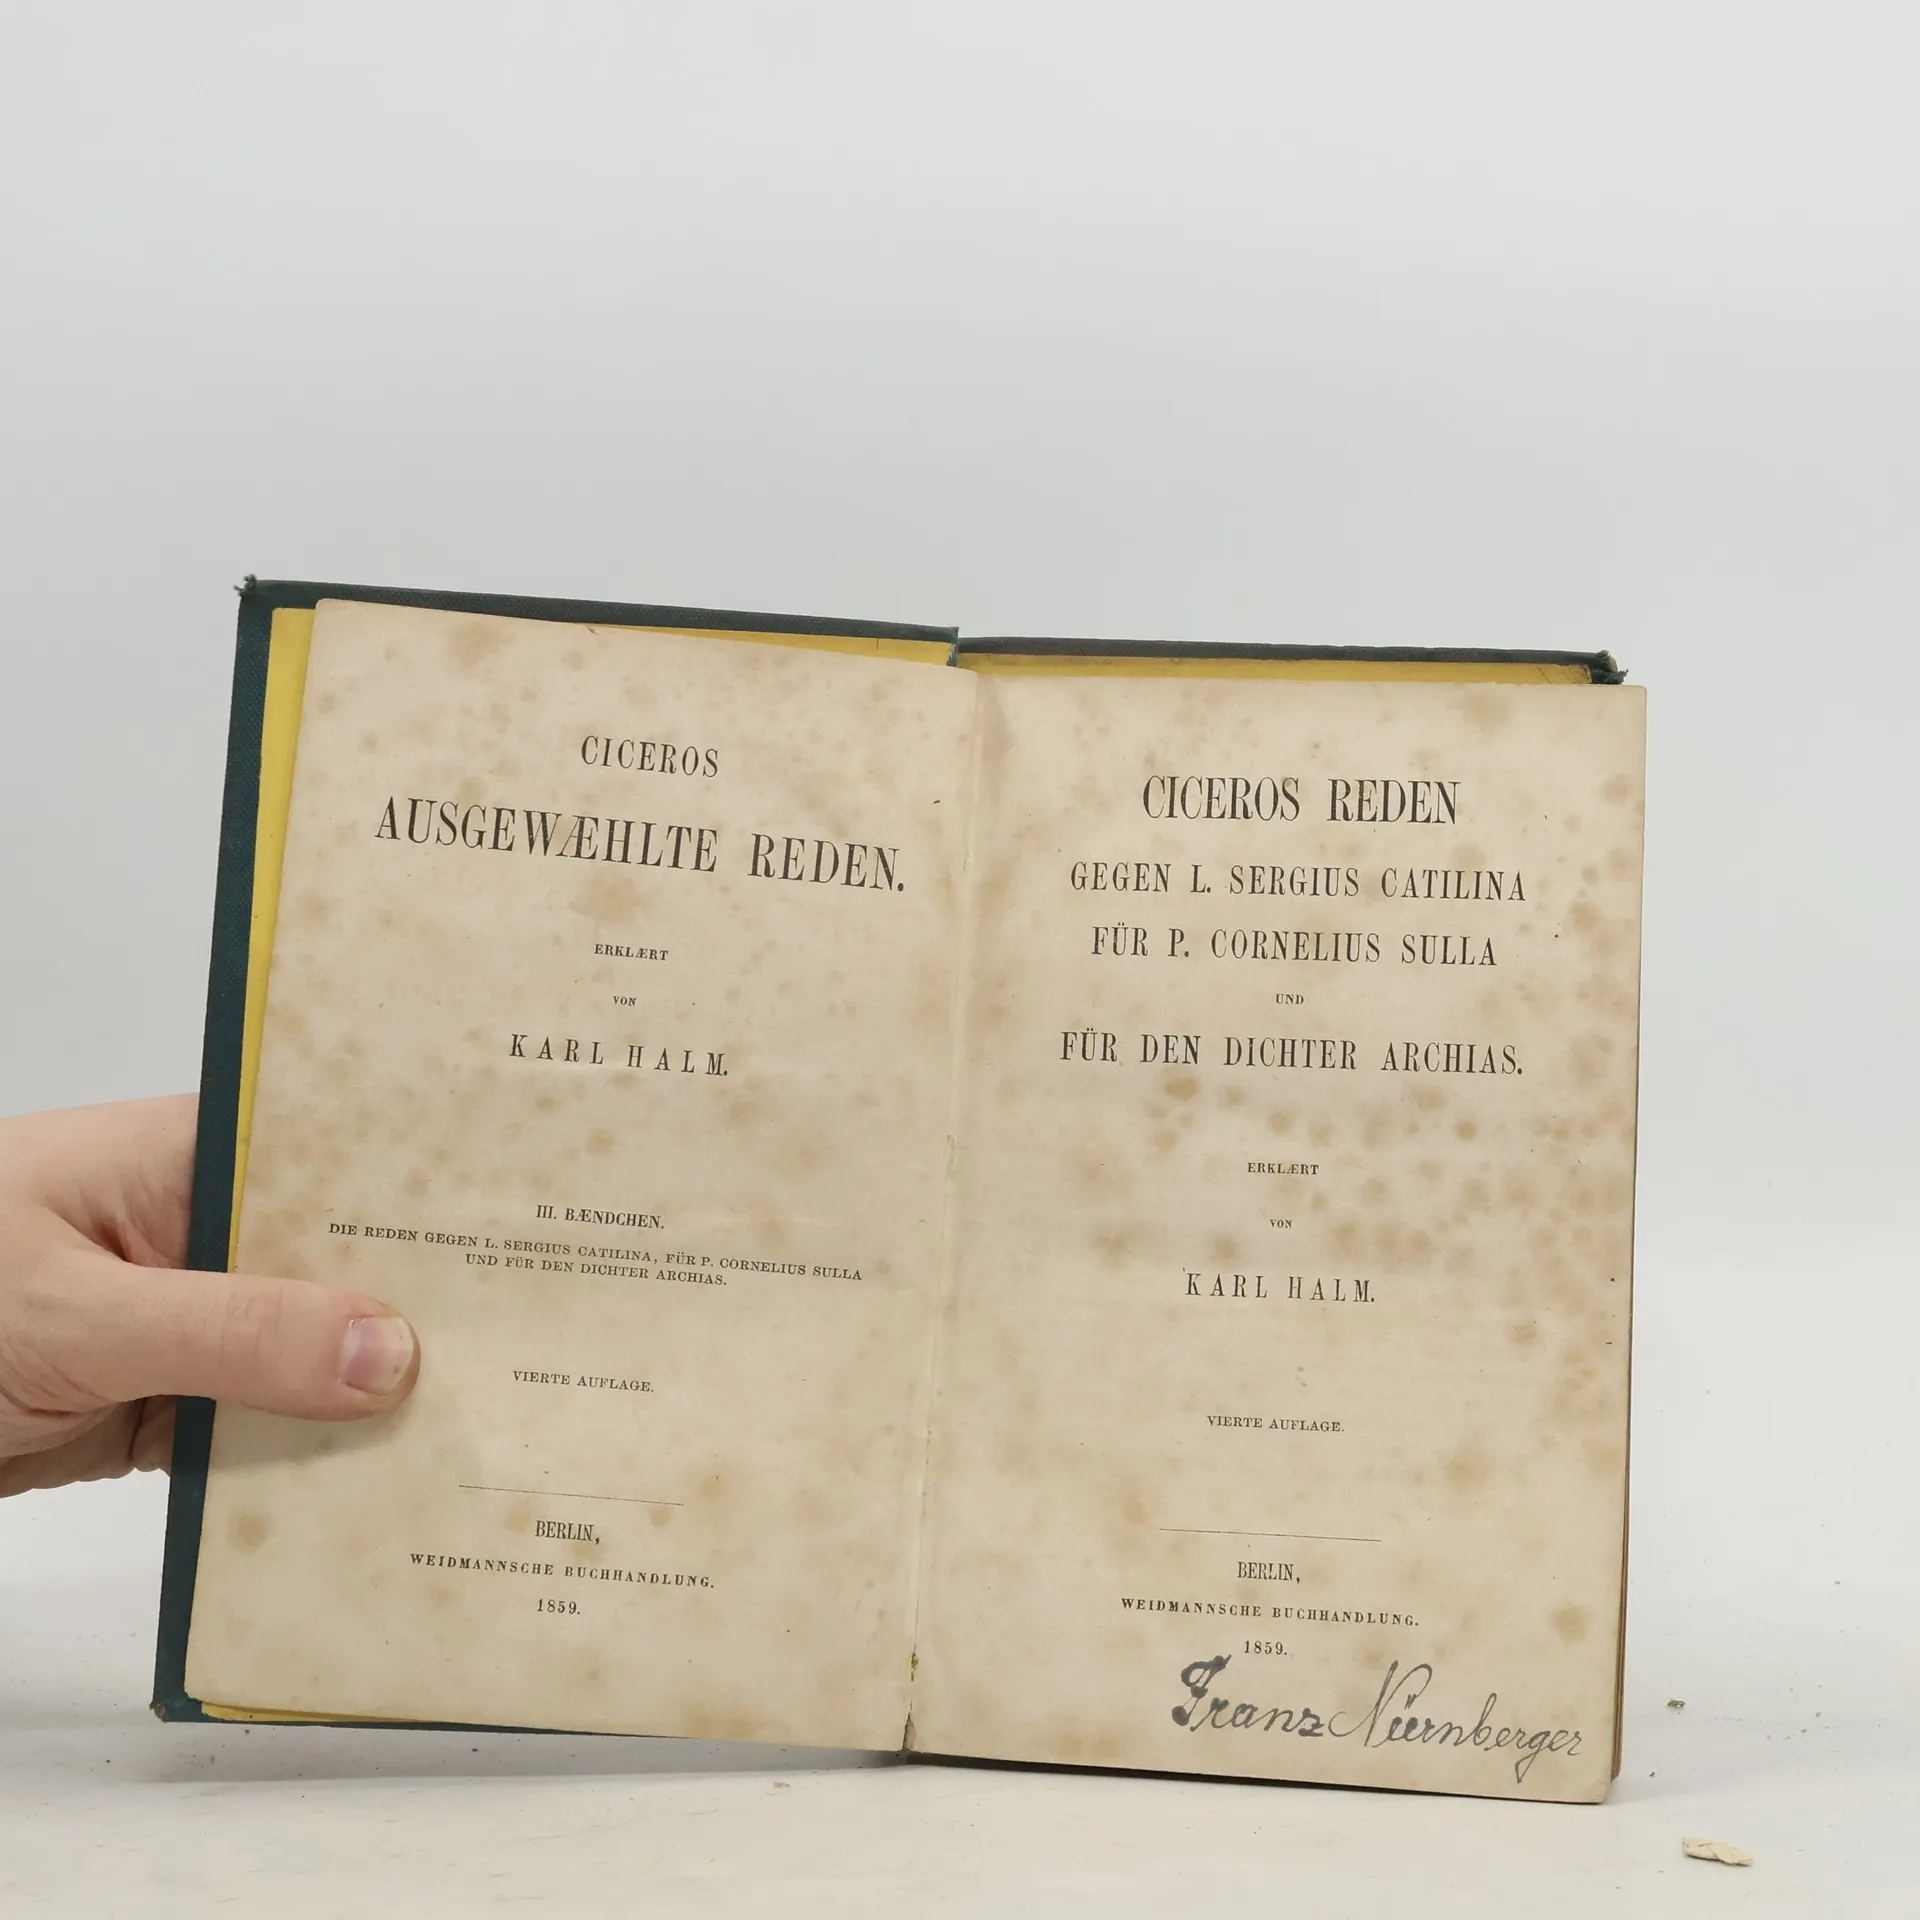 CICEROS
AUSGEWÆHLTE REDEN.
ERKLÆRT
VON
KARL HALM.
III. BÆNDCHEN.
DIE REDEN GEGEN L. SERGIUS CATILINA, FÜR P. CORNELIUS SULLA
UND FÜR DEN DICHTER ARCHIAS.
VIERTE AUFLAGE.
BERLIN,
WEIDMANNSCHE BUCHHANDLUNG.
1859.
CICEROS REDEN
GEGEN L. SERGIUS CATILINA
FÜR P. CORNELIUS SULLA
UND
FÜR DEN DICHTER ARCHIAS.
ERKLÆRT
VON
KARL HALM.
VIERTE AUFLAGE.
BERLIN,
WEIDMANNSCHE BUCHHANDLUNG.
1859.
Franz Nürnberger